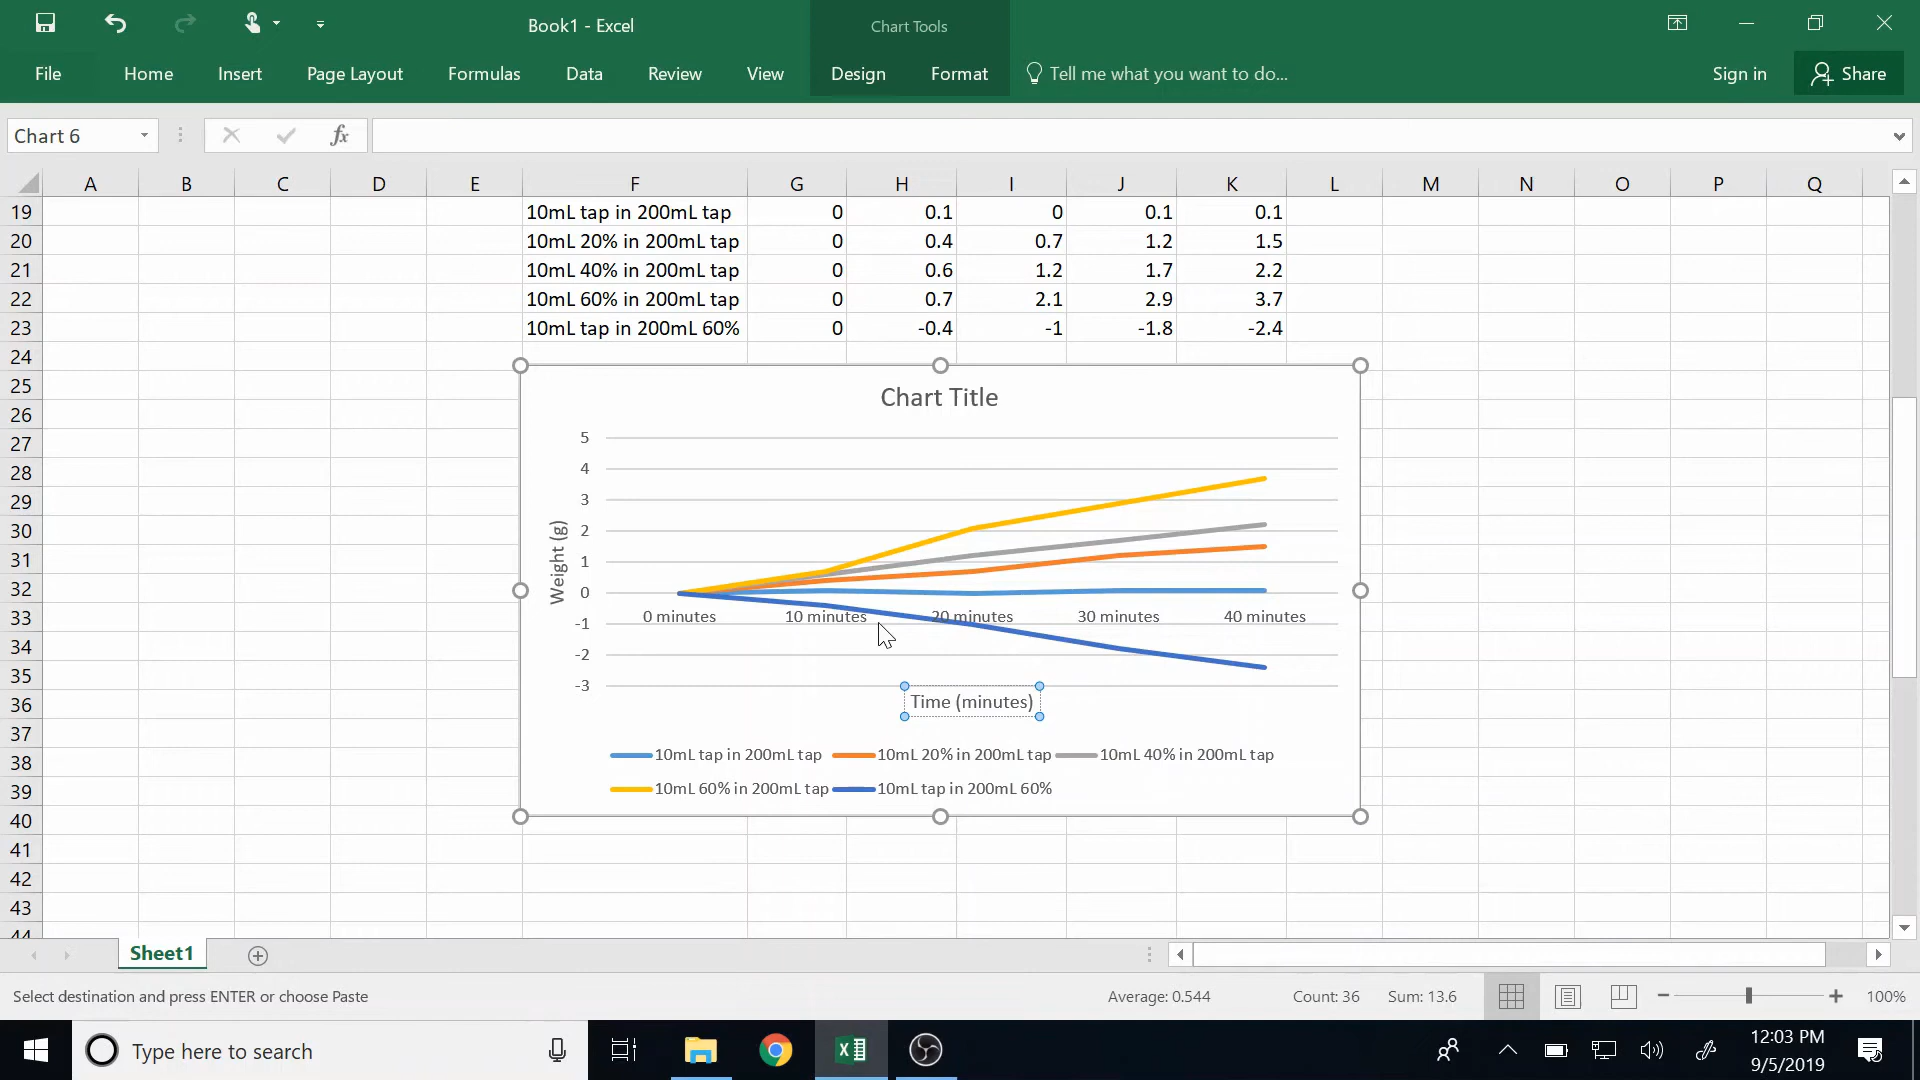 Book1 - Excel
Chart Tools
File Home Insert Page Layout Formulas Data Review View Design Format Tell me what you want to do... Sign in Share
Chart 6 fx
A B C D E F G H I J K L M N O P Q
19 10mL tap in 200mL tap 0 0.1 0 0.1 0.1
20 10mL 20% in 200mL tap 0 0.4 0.7 1.2 1.5
21 10mL 40% in 200mL tap 0 0.6 1.2 1.7 2.2
22 10mL 60% in 200mL tap 0 0.7 2.1 2.9 3.7
23 10mL tap in 200mL 60% 0 -0.4 -1 -1.8 -2.4
24
25
26
27
28
29
30
31
32
33
34
35
36
37
38
39
40
41
42
43
44
Chart Title
5
4
3
2
1
0
-1
-2
-3
Weight (g)
0 minutes 10 minutes 20 minutes 30 minutes 40 minutes
Time (minutes)
10mL tap in 200mL tap 10mL 20% in 200mL tap 10mL 40% in 200mL tap
10mL 60% in 200mL tap 10mL tap in 200mL 60%
Sheet1
Select destination and press ENTER or choose Paste Average: 0.544 Count: 36 Sum: 13.6 100%
Type here to search
12:03 PM
9/5/2019